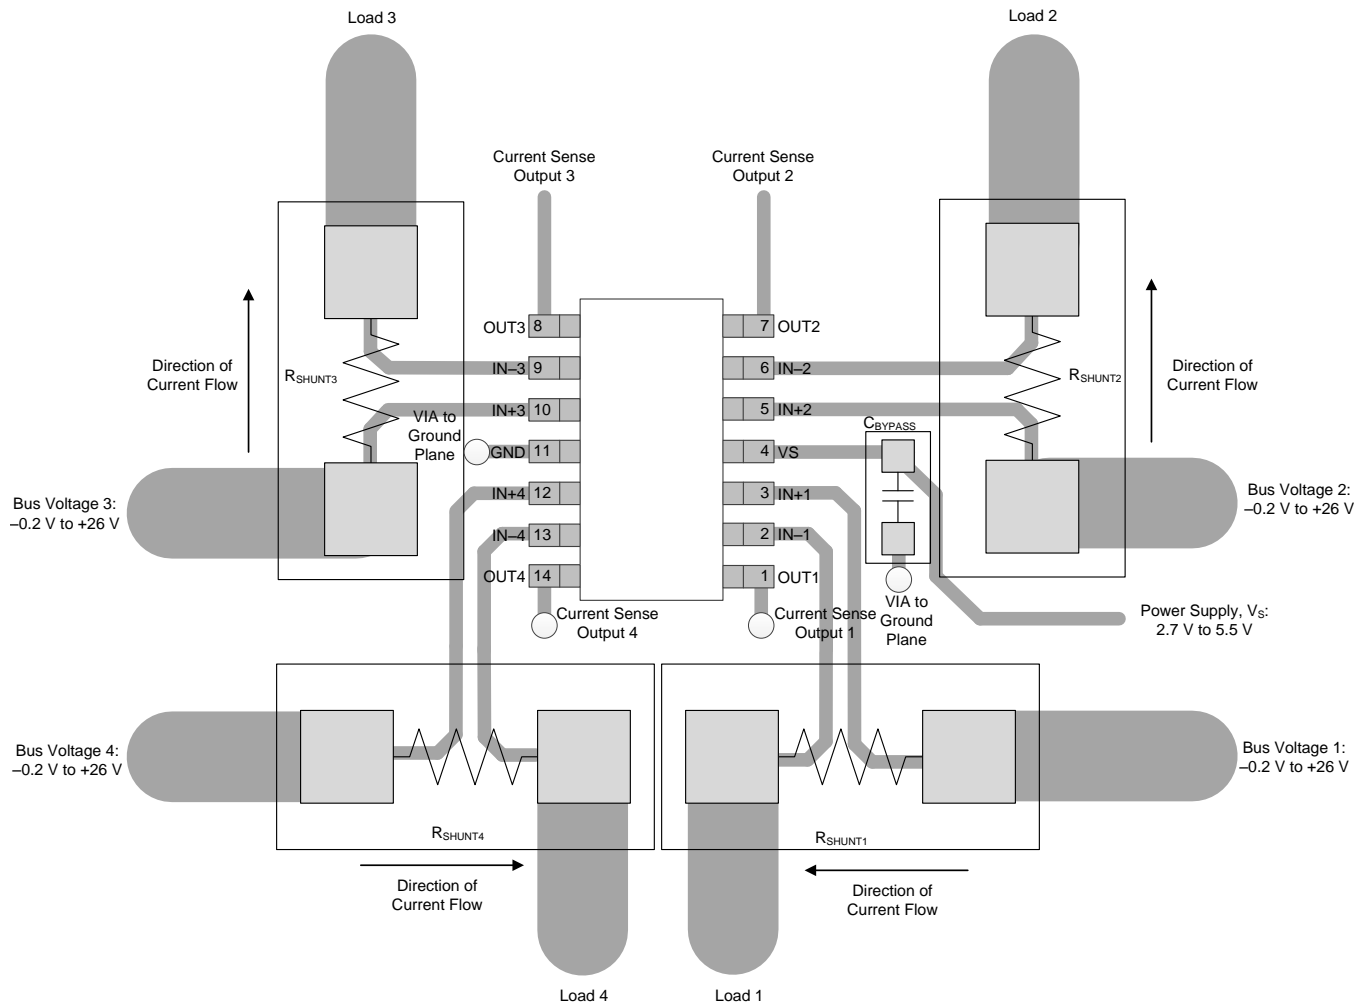 Load 3
Load 2
Current Sense
Output 3
Current Sense
Output 2
OUT3
8
7
OUT2
IN–3
9
6
IN–2
Direction of
Current Flow
RSHUNT3
RSHUNT2
Direction of
Current Flow
IN+3
10
5
IN+2
VIA to
Ground
Plane
CBYPASS
GND
11
4
VS
Bus Voltage 3:
–0.2 V to +26 V
IN+4
12
3
IN+1
Bus Voltage 2:
–0.2 V to +26 V
IN–4
13
2
IN–1
OUT4
14
1
OUT1
Current Sense
Output 4
Current Sense
Output 1
VIA to
Ground
Plane
Power Supply, VS:
2.7 V to 5.5 V
Bus Voltage 4:
–0.2 V to +26 V
Bus Voltage 1:
–0.2 V to +26 V
RSHUNT4
RSHUNT1
Direction of
Current Flow
Direction of
Current Flow
Load 4
Load 1